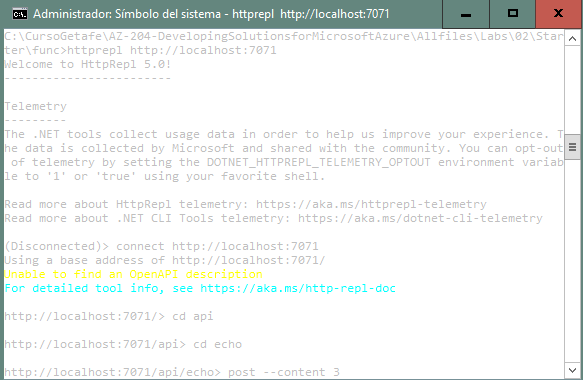 Administrador: Símbolo del sistema - httprepl http://localhost:7071
C:\CursoGetafe\AZ-204-DevelopingSolutionsforMicrosoftAzure\Allfiles\Labs\02\Star
ter\func>httprepl http://localhost:7071
Welcome to HttpRepl 5.0!
------------------------
Telemetry
---------
The .NET tools collect usage data in order to help us improve your experience. T
he data is collected by Microsoft and shared with the community. You can opt-out
of telemetry by setting the DOTNET_HTTPREPL_TELEMETRY_OPTOUT environment variab
le to '1' or 'true' using your favorite shell.
Read more about HttpRepl telemetry: https://aka.ms/httprepl-telemetry
Read more about .NET CLI Tools telemetry: https://aka.ms/dotnet-cli-telemetry
(Disconnected)> connect http://localhost:7071
Using a base address of http://localhost:7071/
Unable to find an OpenAPI description
For detailed tool info, see https://aka.ms/http-repl-doc
http://localhost:7071/> cd api
http://localhost:7071/api> cd echo
http://localhost:7071/api/echo> post --content 3